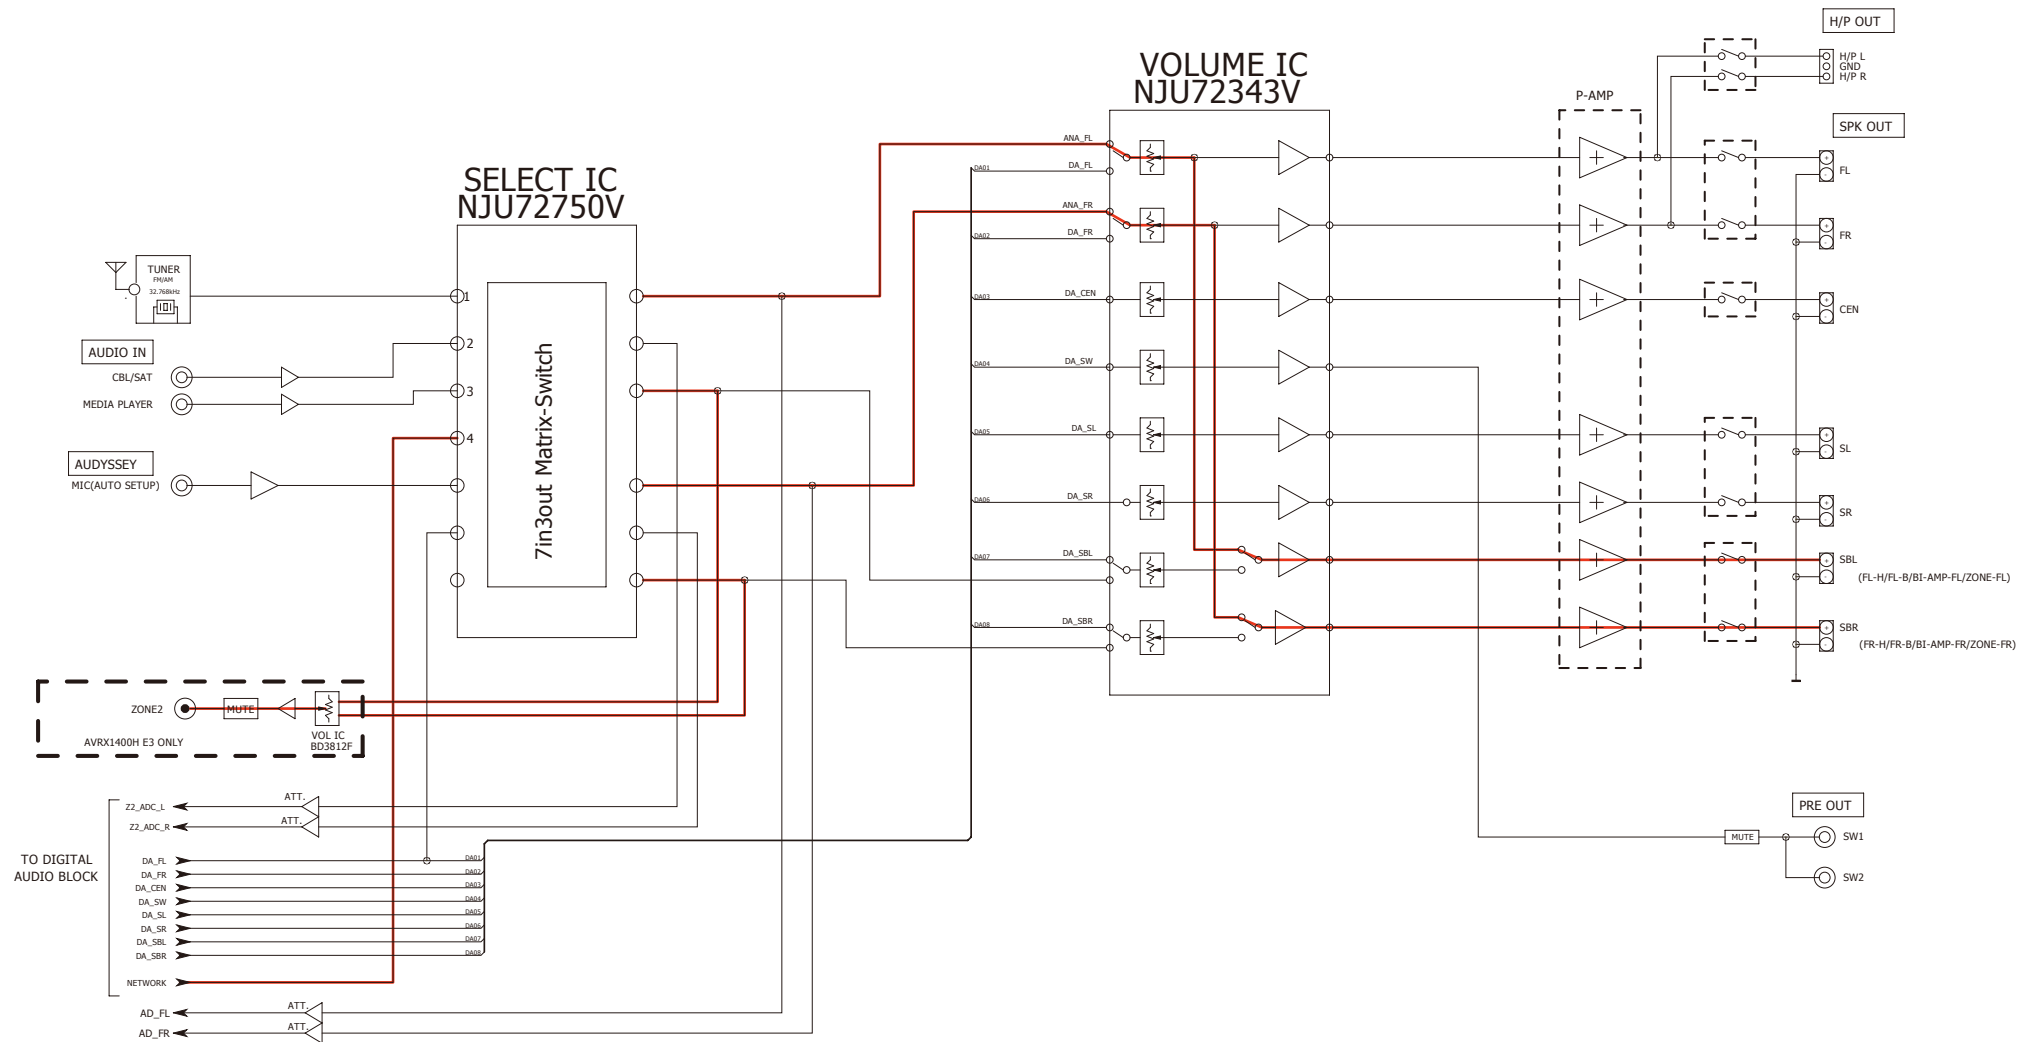 H/P OUT
H/P L
GND
H/P R
VOLUME IC
NJU72343V
P-AMP
SPK OUT
SELECT IC
NJU72750V
ANA_FL
DA_FL
DA01
FL
ANA_FR
DA_FR
DA02
FR
TUNER
FM/AM
32.768kHz
1
DA_CEN
DA03
CEN
AUDIO IN
CBL/SAT
2
MEDIA PLAYER
3
7in3out Matrix-Switch
DA_SW
DA04
4
DA_SL
DA05
SL
AUDYSSEY
MIC(AUTO SETUP)
DA_SR
DA06
SR
DA_SBL
DA07
SBL
(FL-H/FL-B/BI-AMP-FL/ZONE-FL)
DA_SBR
DA08
SBR
(FR-H/FR-B/BI-AMP-FR/ZONE-FR)
ZONE2
MUTE
VOL IC
BD3812F
AVRX1400H E3 ONLY
Z2_ADC_L
ATT.
Z2_ADC_R
ATT.
PRE OUT
MUTE
SW1
SW2
TO DIGITAL
AUDIO BLOCK
DA_FL
DA01
DA_FR
DA02
DA_CEN
DA03
DA_SW
DA04
DA_SL
DA05
DA_SR
DA06
DA_SBL
DA07
DA_SBR
DA08
NETWORK
AD_FL
ATT.
AD_FR
ATT.